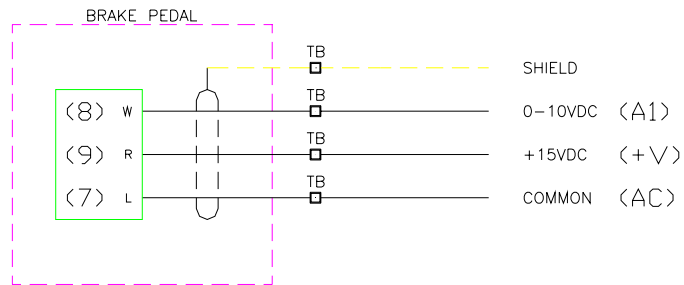 BRAKE PEDAL
TB SHIELD
(8) W TB 0-10VDC (A1)
(9) R TB +15VDC (+V)
(7) L TB COMMON (AC)